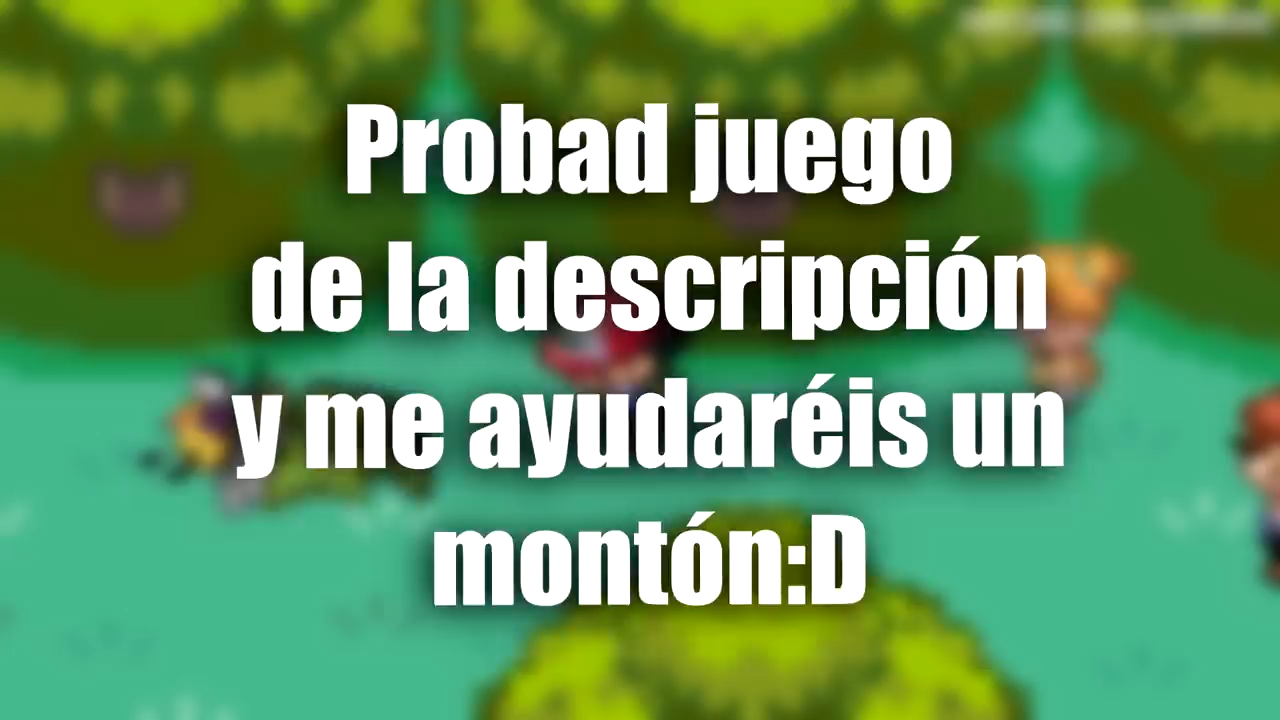 Probad juego
de la descripción
y me ayudaréis un
montón:D